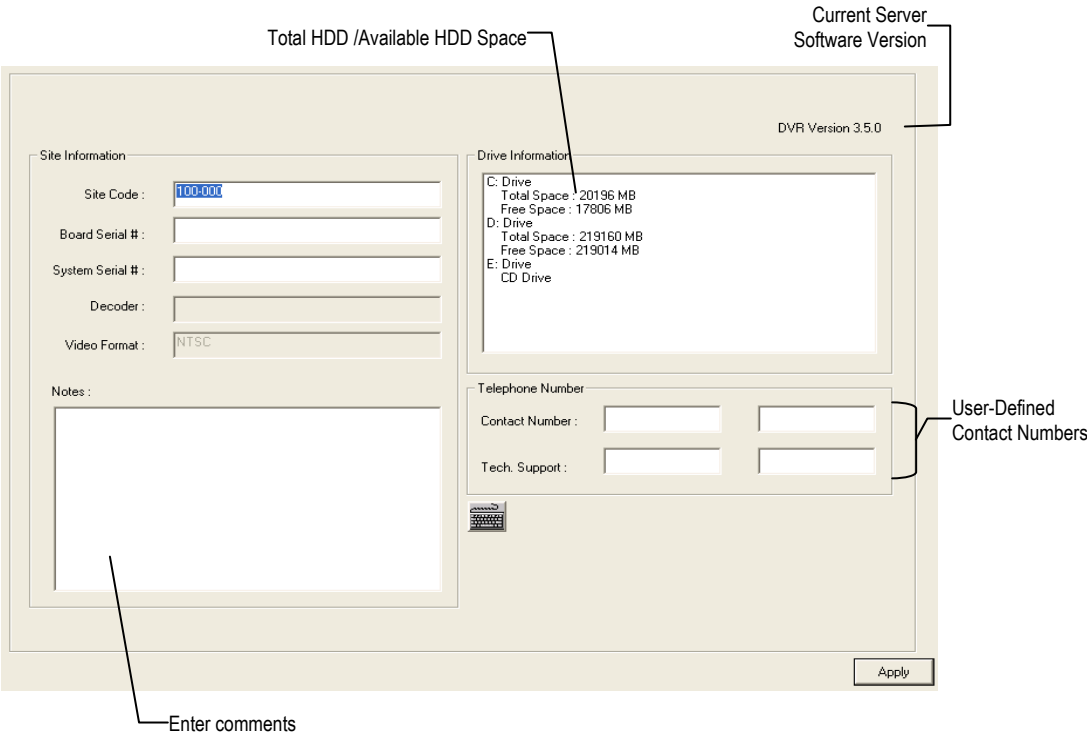 Current Server
Software Version
Total HDD /Available HDD Space
DVR Version 3.5.0
Site Information
Site Code :
100-000
Board Serial # :
System Serial # :
Decoder :
Video Format :
NTSC
Notes :
Drive Information
C: Drive
Total Space : 20196 MB
Free Space : 17806 MB
D: Drive
Total Space : 219160 MB
Free Space : 219014 MB
E: Drive
CD Drive
Telephone Number
Contact Number :
Tech. Support :
User-Defined
Contact Numbers
Apply
Enter comments